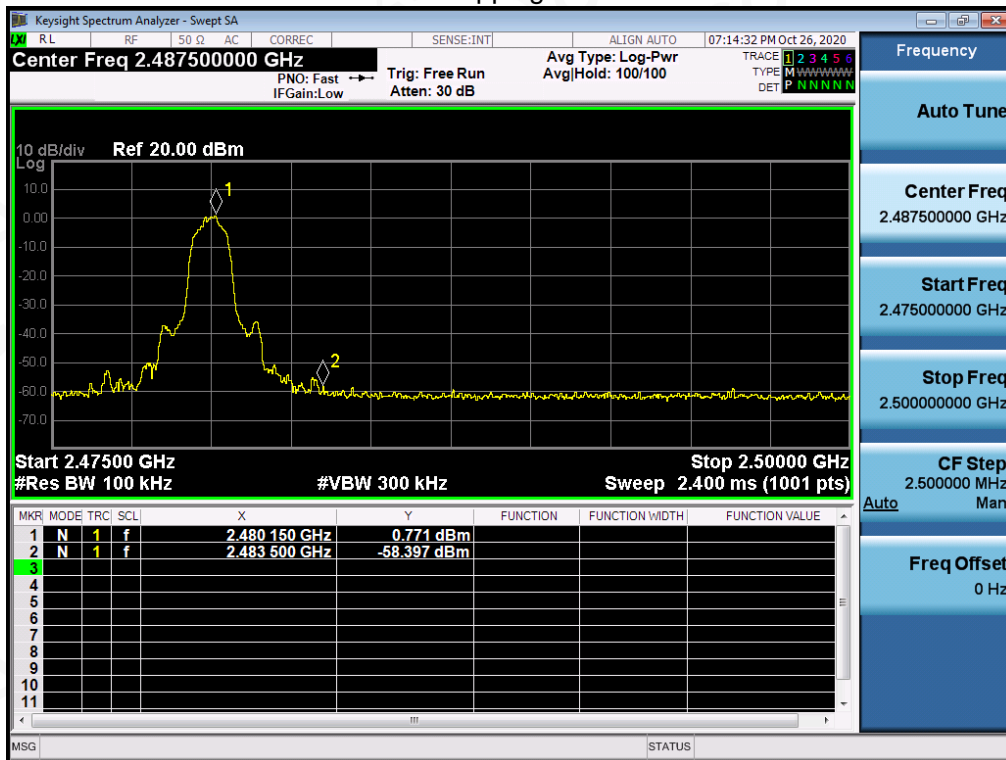 pping
Keysight Spectrum Analyzer - Swept SA
LXI RL RF 50 Ω AC CORREC SENSE:INT ALIGN AUTO 07:14:32 PM Oct 26, 2020
Center Freq 2.487500000 GHz
PNO: Fast
IFGain:Low
Trig: Free Run
Atten: 30 dB
Avg Type: Log-Pwr
Avg|Hold: 100/100
TRACE 1 2 3 4 5 6
TYPE M WWWWW
DET P N N N N N
10 dB/div Ref 20.00 dBm
Log
10.0
0.00
-10.0
-20.0
-30.0
-40.0
-50.0
-60.0
-70.0
1
2
Start 2.47500 GHz Stop 2.50000 GHz
#Res BW 100 kHz #VBW 300 kHz Sweep 2.400 ms (1001 pts)
MKR MODE TRC SCL X Y FUNCTION FUNCTION WIDTH FUNCTION VALUE
1 N 1 f 2.480 150 GHz 0.771 dBm
2 N 1 f 2.483 500 GHz -58.397 dBm
3
4
5
6
7
8
9
10
11
MSG STATUS
Frequency
Auto Tune
Center Freq
2.487500000 GHz
Start Freq
2.475000000 GHz
Stop Freq
2.500000000 GHz
CF Step
2.500000 MHz
Auto Man
Freq Offset
0 Hz